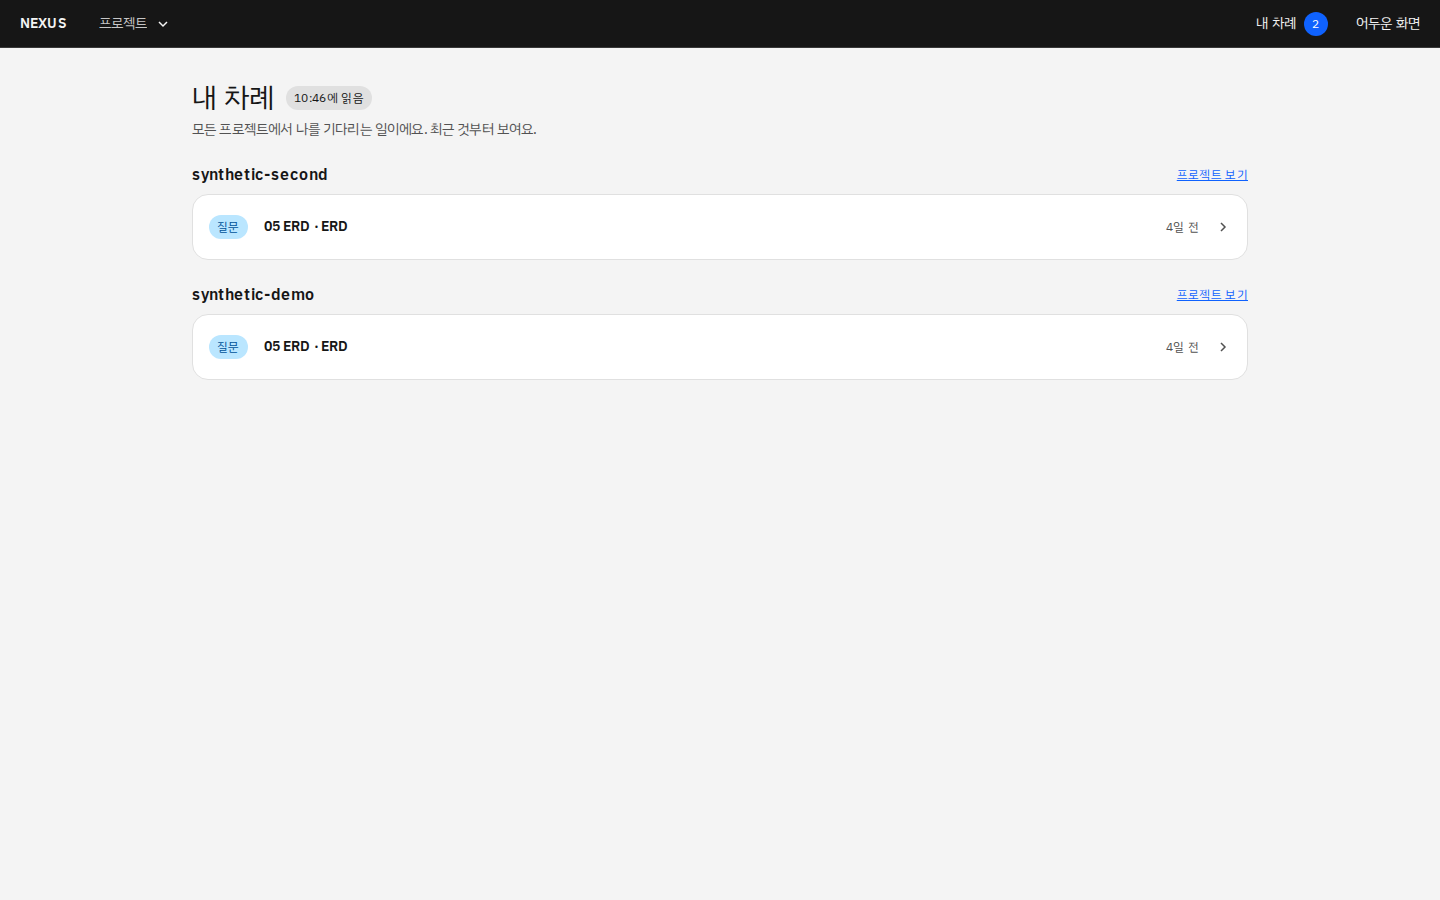 NEXUS 프로젝트 내 차례 2 어두운 화면
내 차례 10:46에 읽음
모든 프로젝트에서 나를 기다리는 일이에요. 최근 것부터 보여요.
synthetic-second 프로젝트 보기
질문 05 ERD · ERD 4일 전
synthetic-demo 프로젝트 보기
질문 05 ERD · ERD 4일 전